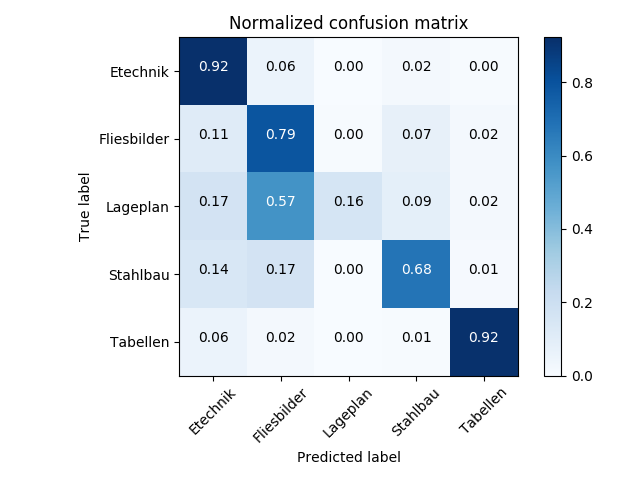 Normalized confusion matrix
Etechnik 0.92 0.06 0.00 0.02 0.00
Fliesbilder 0.11 0.79 0.00 0.07 0.02
Lageplan 0.17 0.57 0.16 0.09 0.02
Stahlbau 0.14 0.17 0.00 0.68 0.01
Tabellen 0.06 0.02 0.00 0.01 0.92
True label
Etechnik Fliesbilder Lageplan Stahlbau Tabellen
Predicted label
0.8
0.6
0.4
0.2
0.0